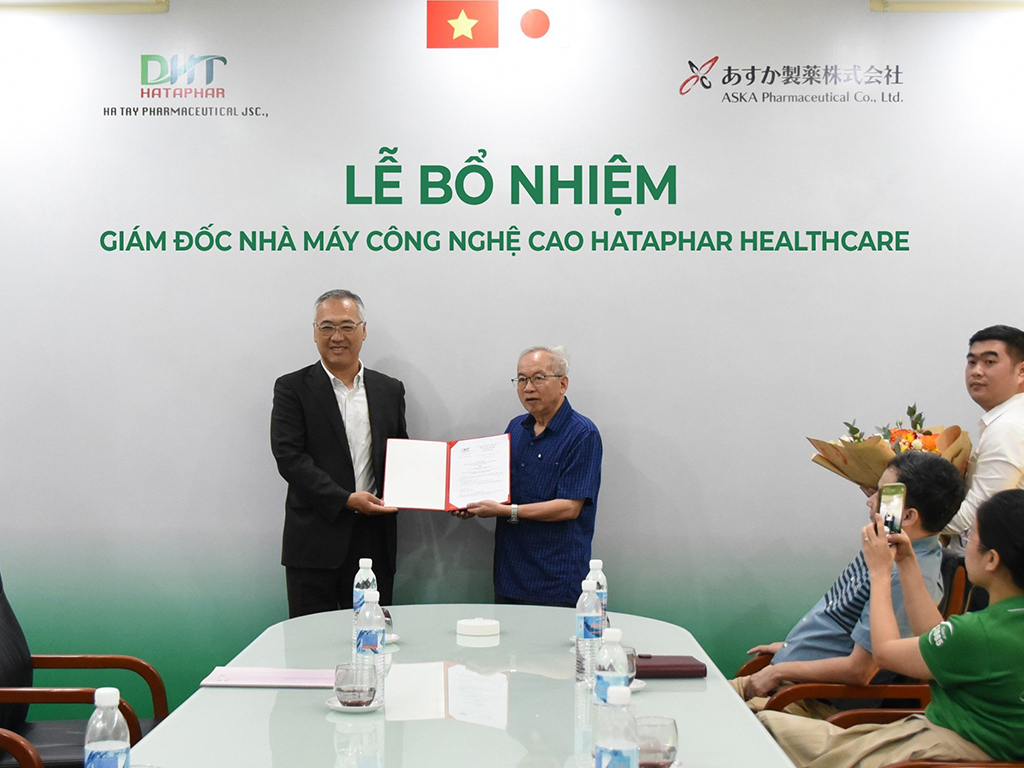 DHT
HATAPHAR
HA TAY PHARMACEUTICAL JSC.,
あすか製薬株式会社
ASKA Pharmaceutical Co., Ltd.
LỄ BỔ NHIỆM
GIÁM ĐỐC NHÀ MÁY CÔNG NGHỆ CAO HATAPHAR HEALTHCARE